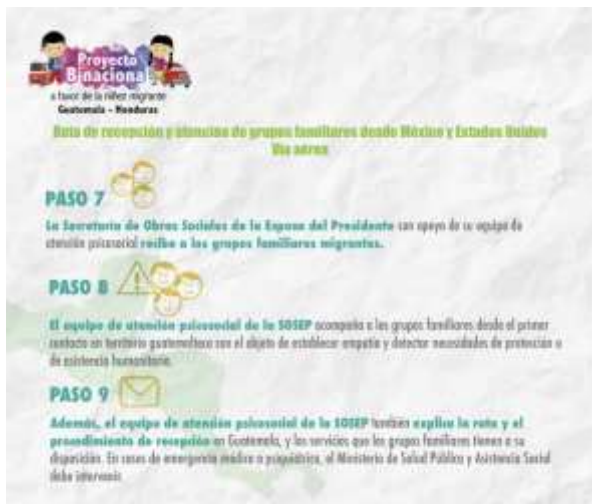 Proyecto
Binacional
a favor de la niñez migrante
Guatemala - Honduras
Ruta de recepción y atención de grupos familiares desde México y Estados Unidos
Vía aérea
PASO 7
La Secretaría de Obras Sociales de la Esposa del Presidente con apoyo de su equipo de
atención psicosocial recibe a los grupos familiares migrantes.
PASO 8
El equipo de atención psicosocial de la SOSEP acompaña a los grupos familiares desde el primer
contacto en territorio guatemalteco con el objeto de establecer empatía y detectar necesidades de protección o
de asistencia humanitaria.
PASO 9
Además, el equipo de atención psicosocial de la SOSEP también explica la ruta y el
procedimiento de recepción en Guatemala, y los servicios que los grupos familiares tienen a su
disposición. En casos de emergencia médica o psiquiátrica, el Ministerio de Salud Pública y Asistencia Social
debe intervenir.